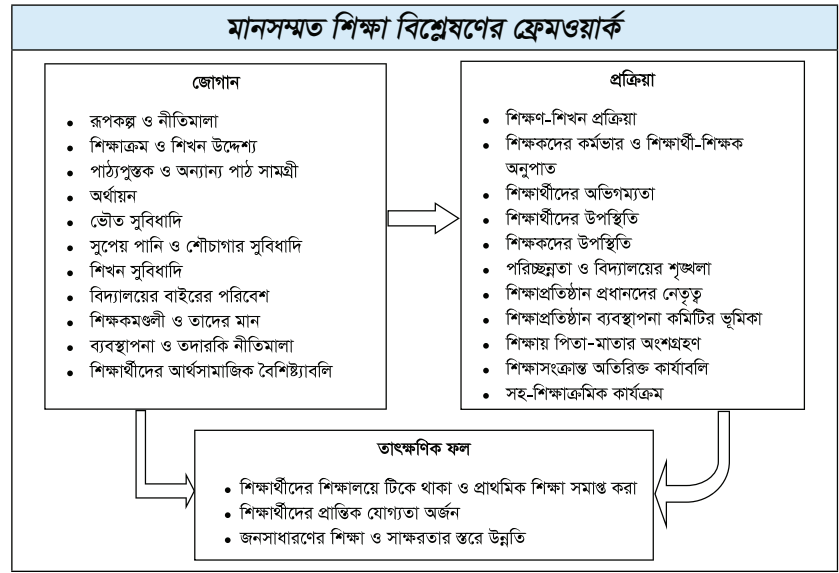 মানসম্মত শিক্ষা বিশ্লেষণের ফ্রেমওয়ার্ক
জোগান
• রূপকল্প ও নীতিমালা
• শিক্ষাক্রম ও শিখন উদ্দেশ্য
• পাঠ্যপুস্তক ও অন্যান্য পাঠ সামগ্রী
• অর্থায়ন
• ভৌত সুবিধাদি
• সুপেয় পানি ও শৌচাগার সুবিধাদি
• শিখন সুবিধাদি
• বিদ্যালয়ের বাইরের পরিবেশ
• শিক্ষকমণ্ডলী ও তাদের মান
• ব্যবস্থাপনা ও তদারকি নীতিমালা
• শিক্ষার্থীদের আর্থসামাজিক বৈশিষ্ট্যাবলি
প্রক্রিয়া
• শিক্ষণ-শিখন প্রক্রিয়া
• শিক্ষকদের কর্মভার ও শিক্ষার্থী-শিক্ষক
অনুপাত
• শিক্ষার্থীদের অভিগম্যতা
• শিক্ষার্থীদের উপস্থিতি
• শিক্ষকদের উপস্থিতি
• পরিচ্ছন্নতা ও বিদ্যালয়ের শৃঙ্খলা
• শিক্ষাপ্রতিষ্ঠান প্রধানদের নেতৃত্ব
• শিক্ষাপ্রতিষ্ঠান ব্যবস্থাপনা কমিটির ভূমিকা
• শিক্ষায় পিতা-মাতার অংশগ্রহণ
• শিক্ষাসংক্রান্ত অতিরিক্ত কার্যাবলি
• সহ-শিক্ষাক্রমিক কার্যক্রম
তাৎক্ষণিক ফল
• শিক্ষার্থীদের শিক্ষালয়ে টিকে থাকা ও প্রাথমিক শিক্ষা সমাপ্ত করা
• শিক্ষার্থীদের প্রান্তিক যোগ্যতা অর্জন
• জনসাধারণের শিক্ষা ও সাক্ষরতার স্তরে উন্নতি